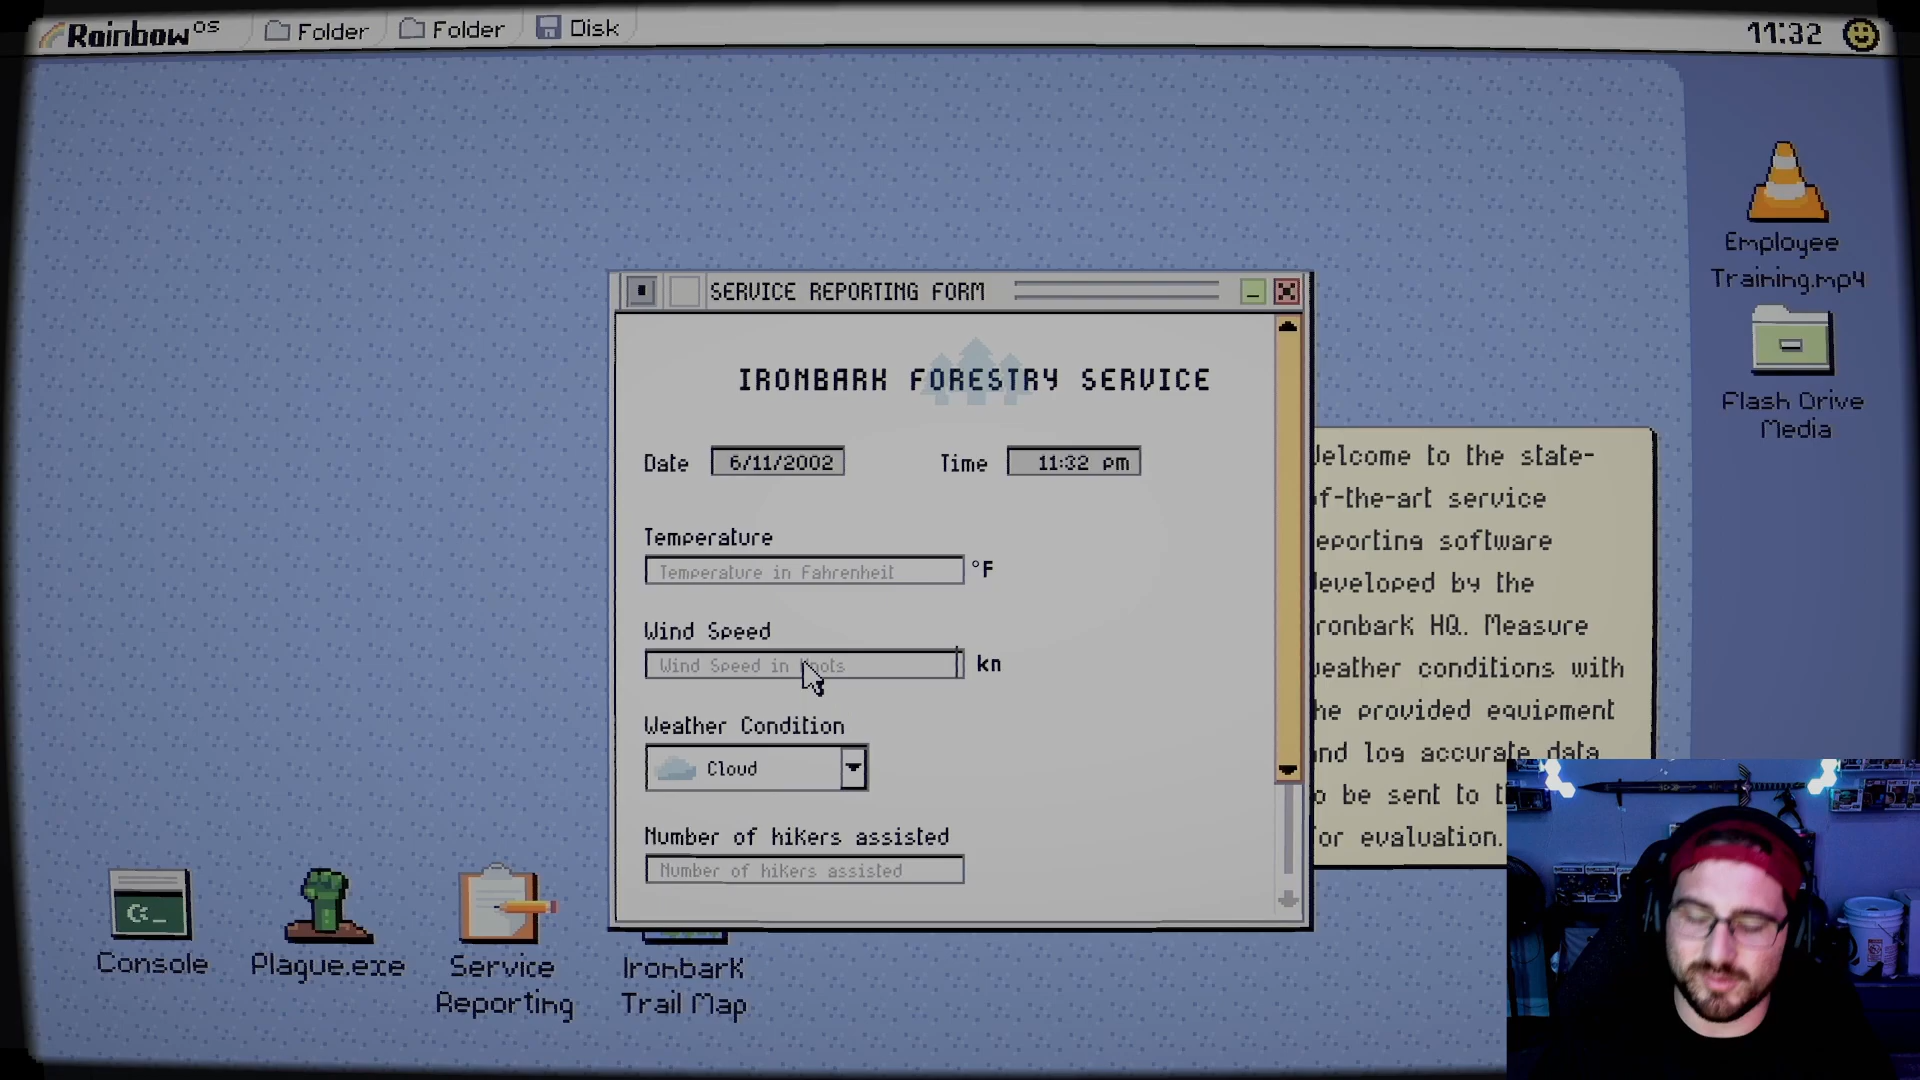 Rainbow OS
Folder
Folder
Disk
11:32
Employee
Training.mp4
Flash Drive
Media
SERVICE REPORTING FORM
IRONBARK FORESTRY SERVICE
Date
6/11/2002
Time
11:32 pm
Temperature
Temperature in Fahrenheit
°F
Wind Speed
Wind Speed in Knots
kn
Weather Condition
Cloud
Number of hikers assisted
Number of hikers assisted
elcome to the state-
f-the-art service
eporting software
eveloped by the
ronbark HQ. Measure
eather conditions with
he provided equipment
nd log accurate data
o be sent to t
or evaluation.
C:_
Console
Plague.exe
Service
Reporting
Ironbark
Trail Map